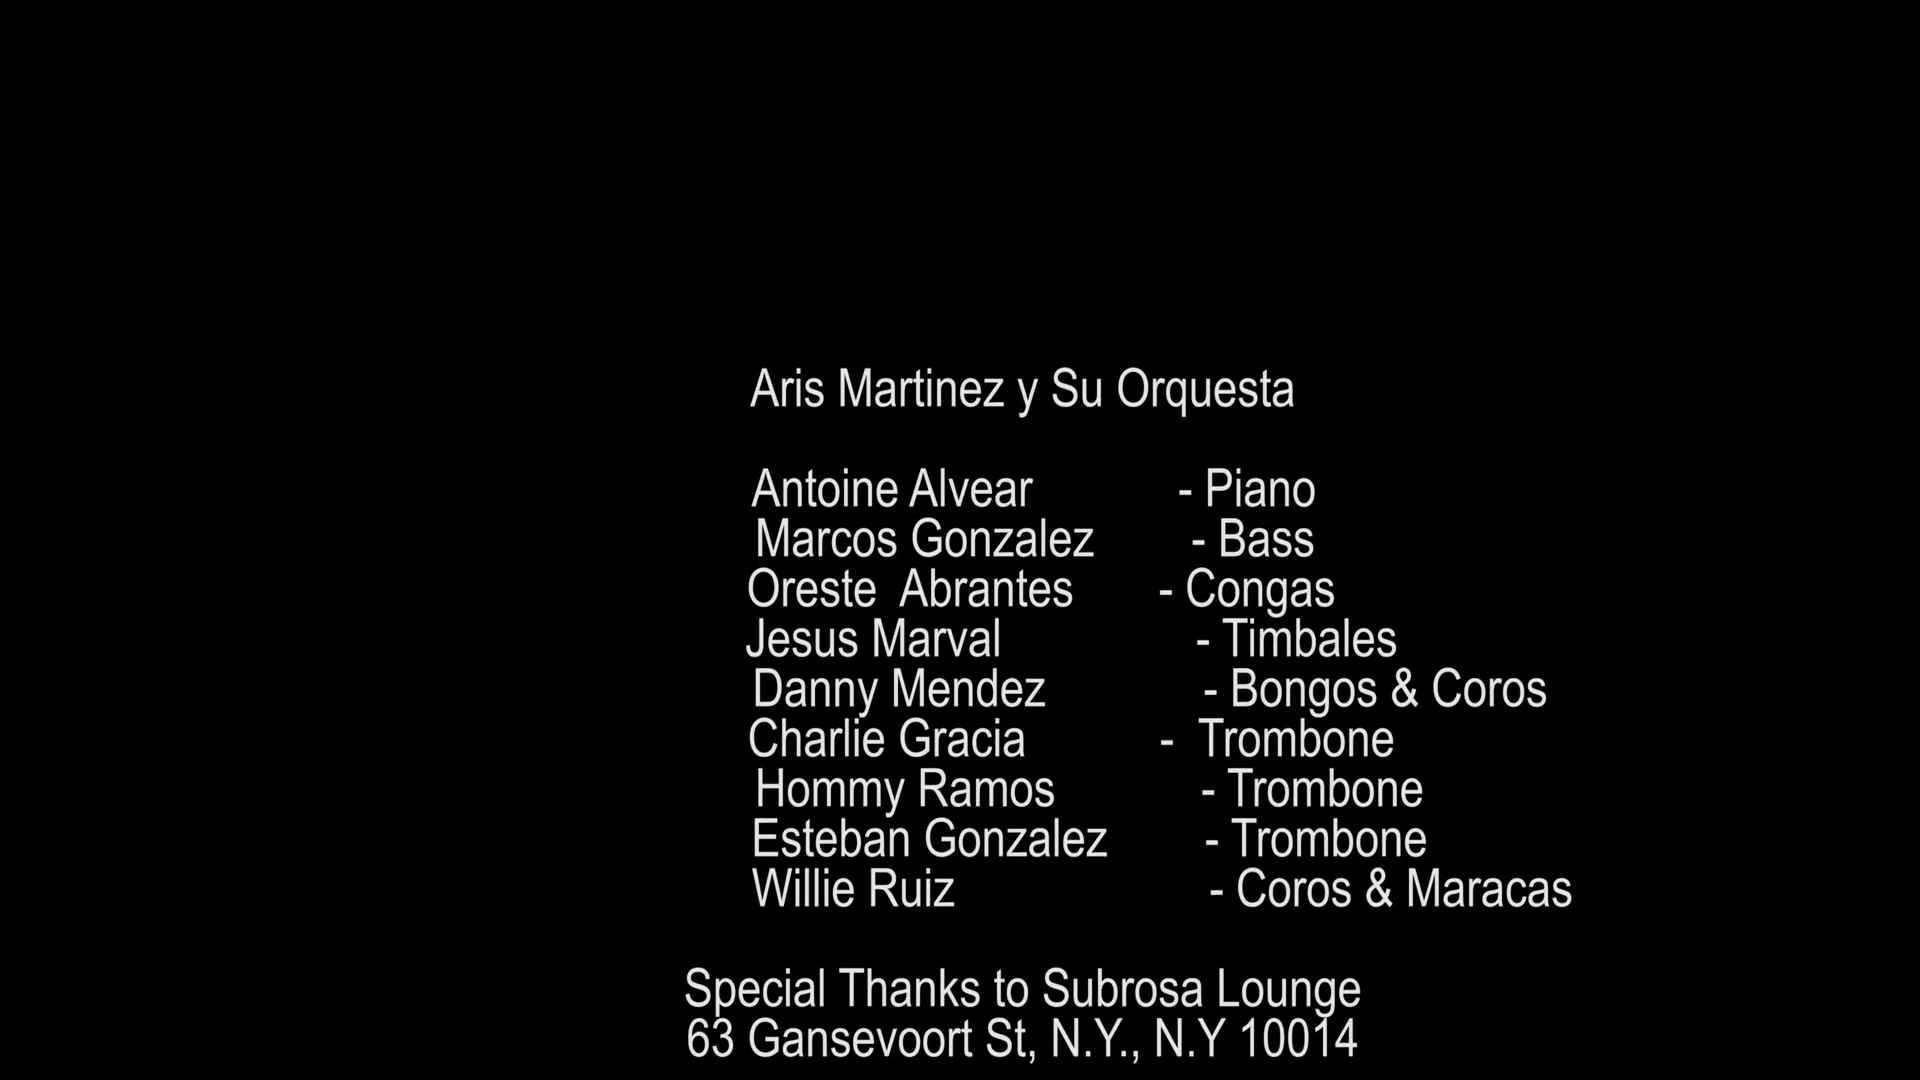 Aris Martinez y Su Orquesta
Antoine Alvear - Piano
Marcos Gonzalez - Bass
Oreste Abrantes - Congas
Jesus Marval - Timbales
Danny Mendez - Bongos & Coros
Charlie Gracia - Trombone
Hommy Ramos - Trombone
Esteban Gonzalez - Trombone
Willie Ruiz - Coros & Maracas
Special Thanks to Subrosa Lounge
63 Gansevoort St, N.Y., N.Y 10014